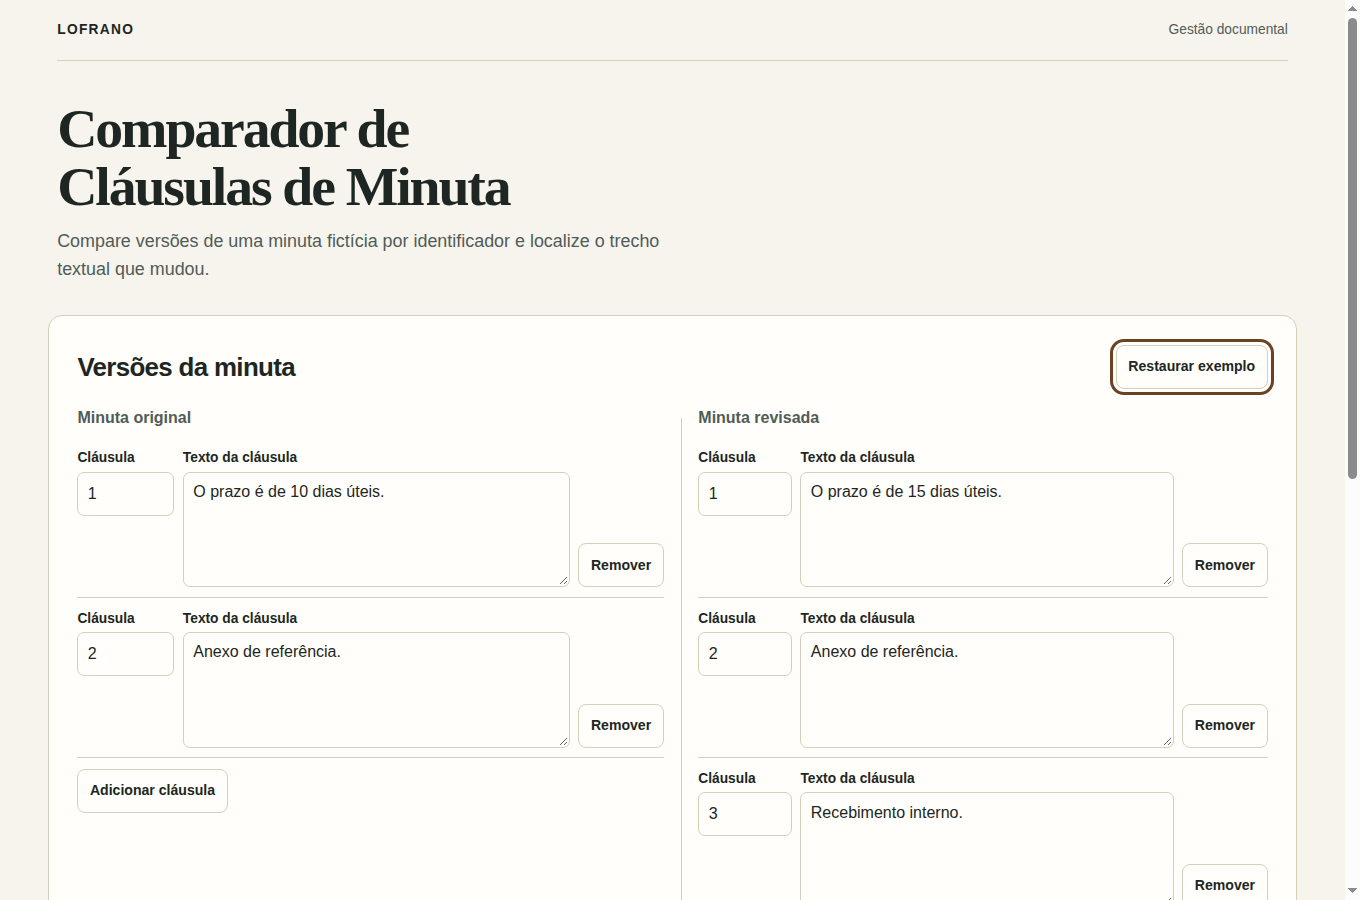 LOFRANO
Gestão documental
Comparador de
Cláusulas de Minuta
Compare versões de uma minuta fictícia por identificador e localize o trecho
textual que mudou.
Versões da minuta
Restaurar exemplo
Minuta original
Cláusula
Texto da cláusula
1
O prazo é de 10 dias úteis.
Remover
Cláusula
Texto da cláusula
2
Anexo de referência.
Remover
Adicionar cláusula
Minuta revisada
Cláusula
Texto da cláusula
1
O prazo é de 15 dias úteis.
Remover
Cláusula
Texto da cláusula
2
Anexo de referência.
Remover
Cláusula
Texto da cláusula
3
Recebimento interno.
Remover